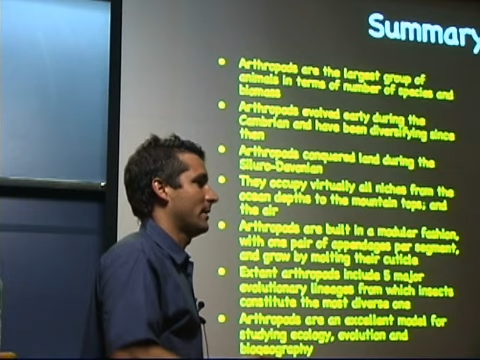 Summary
• Arthropods are the largest group of
animals in terms of number of species and
biomass
• Arthropods evolved early during the
Cambrian and have been diversifying since
then
• Arthropods conquered land during the
Siluro-Devonian
• They occupy virtually all niches from the
ocean depths to the mountain tops; and
the air
• Arthropods are built in a modular fashion,
with one pair of appendages per segment,
and grow by molting their cuticle
• Extant arthropods include 5 major
evolutionary lineages from which insects
constitute the most diverse one
• Arthropods are an excellent model for
studying ecology, evolution and
biogeography